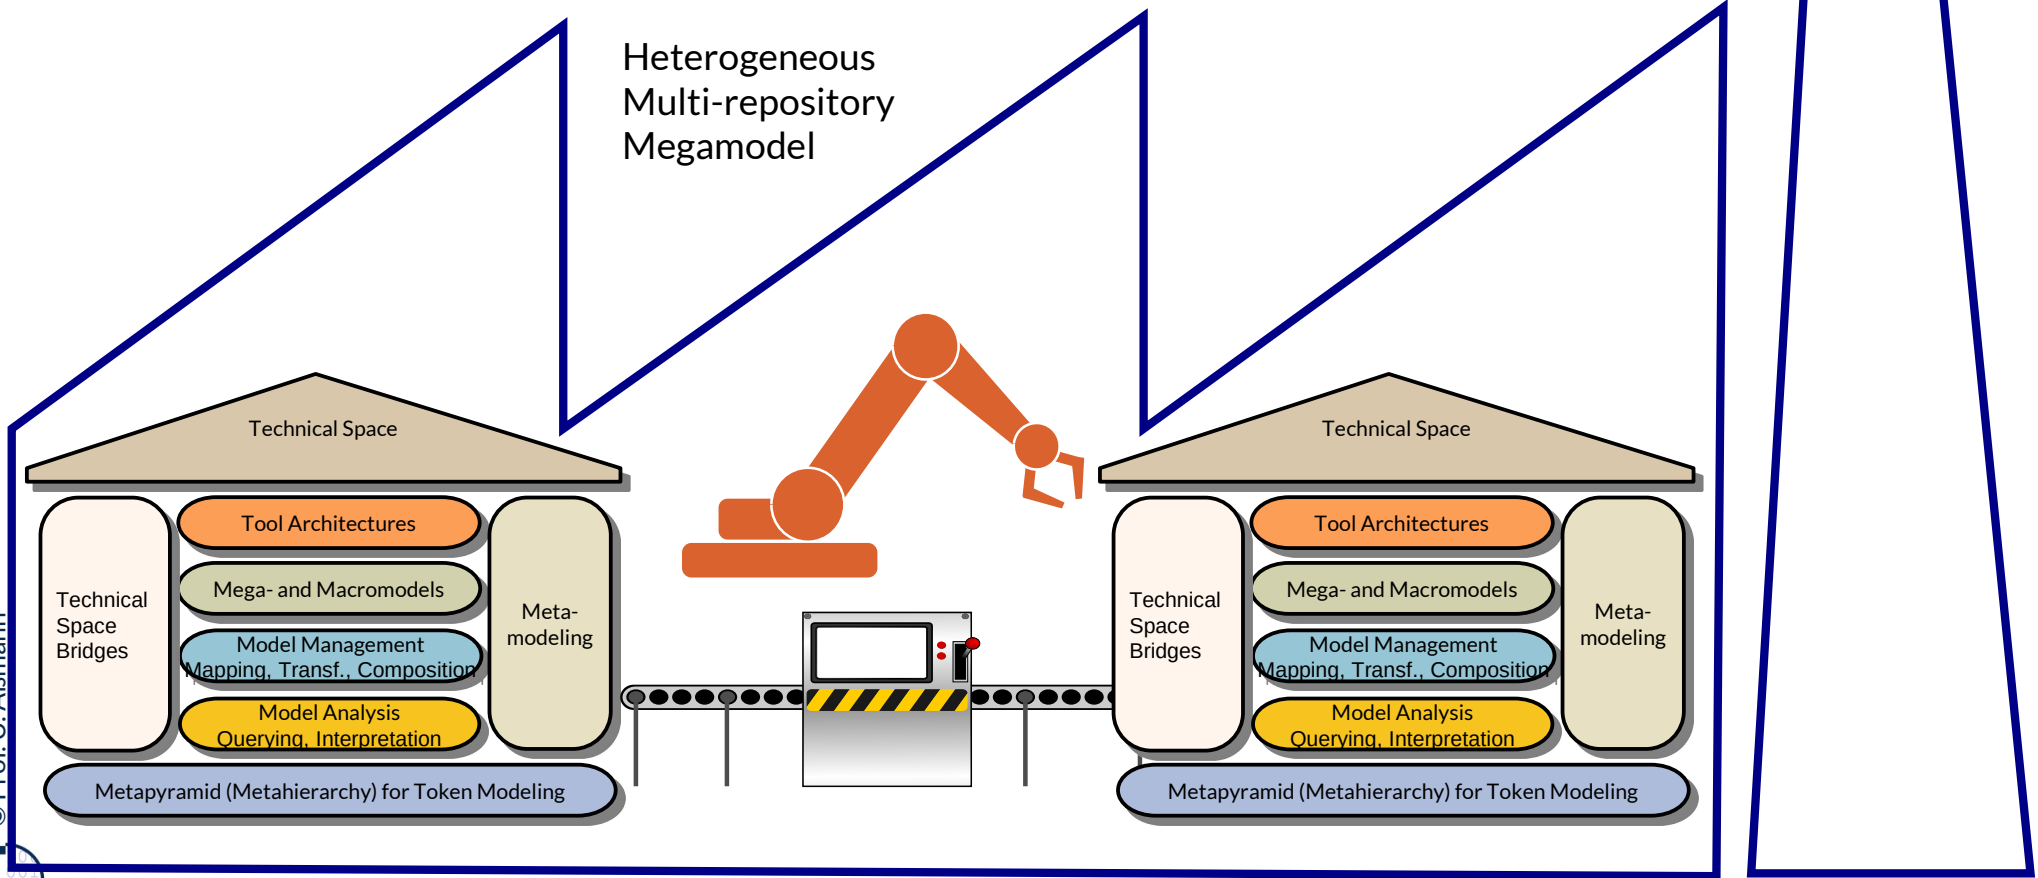 Heterogeneous
Multi-repository
Megamodel
Technical Space
Tool Architectures
Technical
Space
Bridges
Mega- and Macromodels
Meta-
modeling
Model Management
Mapping, Transf., Composition
Model Analysis
Querying, Interpretation
Metapyramid (Metahierarchy) for Token Modeling
Technical Space
Tool Architectures
Technical
Space
Bridges
Mega- and Macromodels
Meta-
modeling
Model Management
Mapping, Transf., Composition
Model Analysis
Querying, Interpretation
Metapyramid (Metahierarchy) for Token Modeling